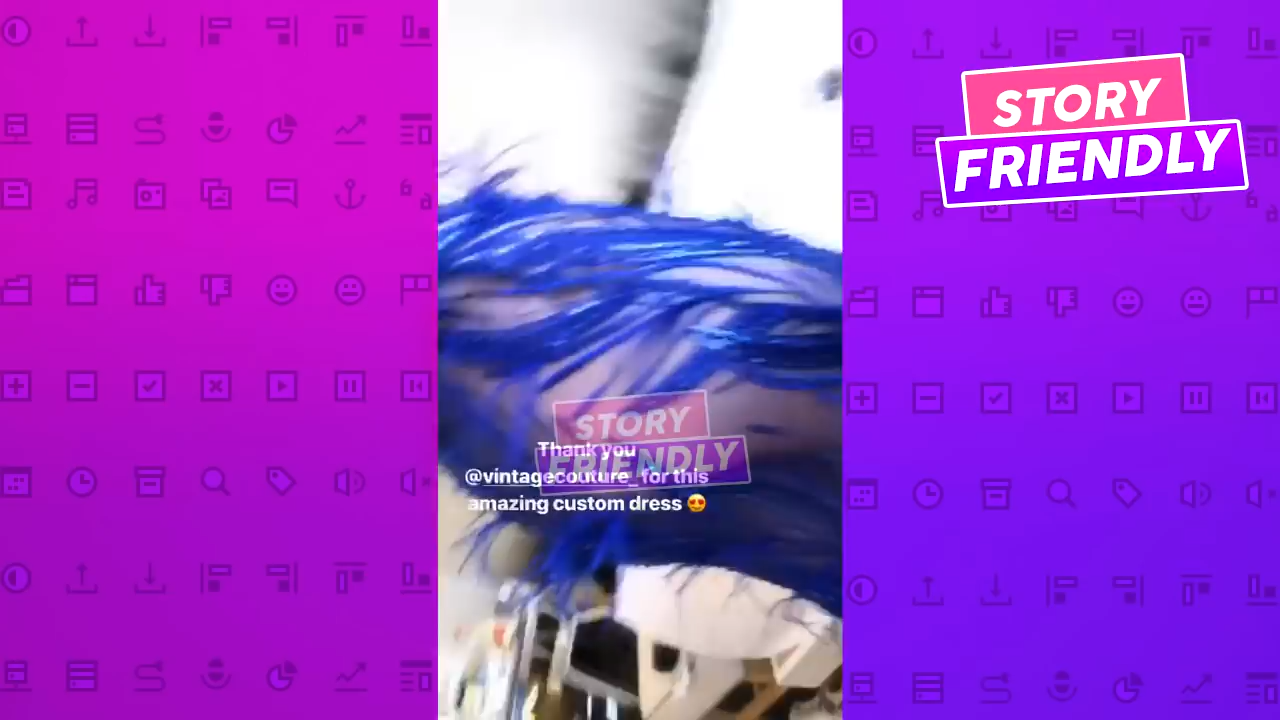 STORY
FRIENDLY
STORY
FRIENDLY
Thank you
@vintagecouture_ for this
amazing custom dress 😍